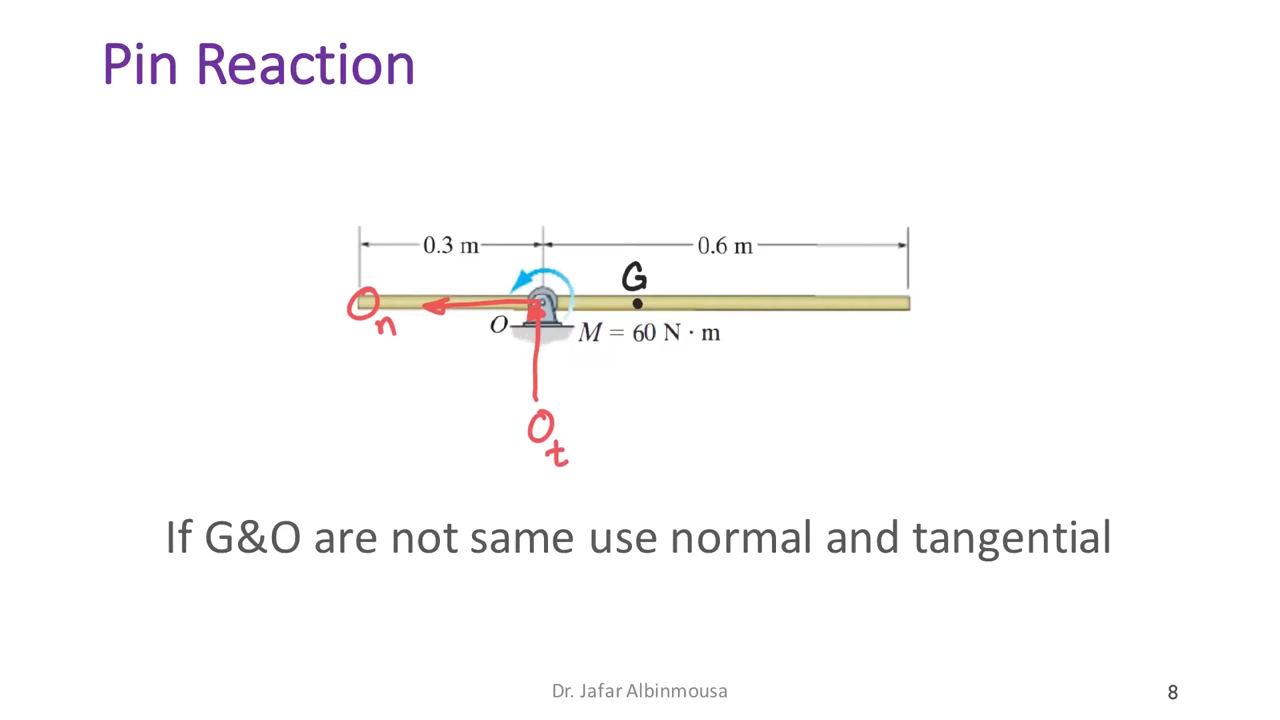 Pin Reaction
0.3 m
0.6 m
G
On
O
M = 60 N · m
Ot
If G&O are not same use normal and tangential
Dr. Jafar Albinmousa
8